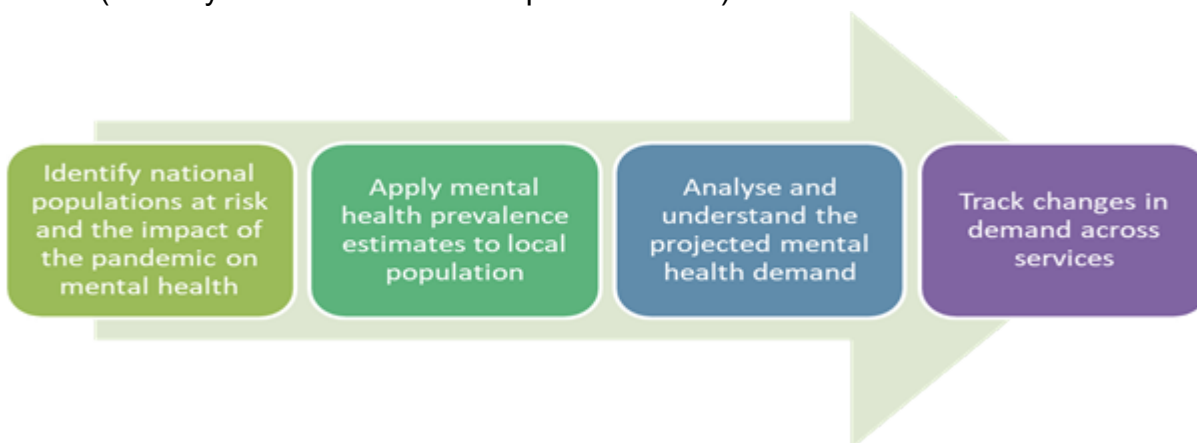 Identify national
populations at risk
and the impact of
the pandemic on
mental health
Apply mental
health prevalence
estimates to local
population
Analyse and
understand the
projected mental
health demand
Track changes in
demand across
services